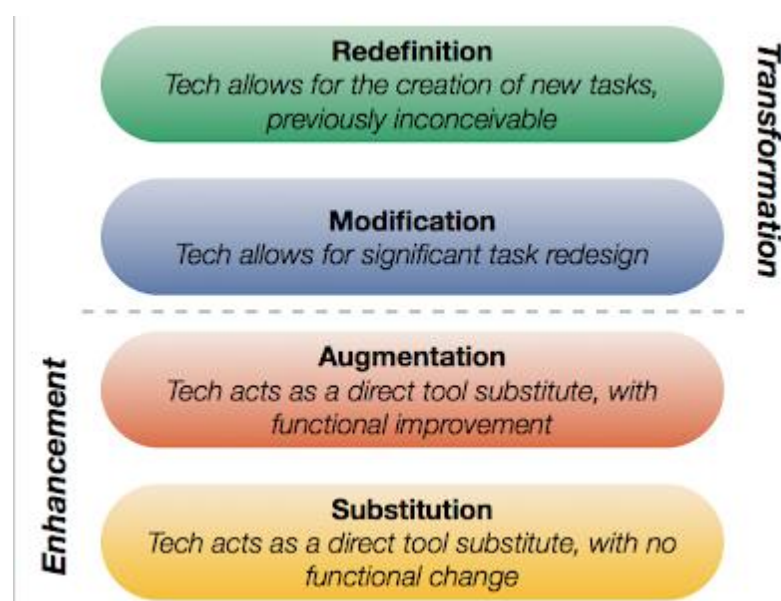 Redefinition
Tech allows for the creation of new tasks,
previously inconceivable
Transformation
Modification
Tech allows for significant task redesign
Augmentation
Tech acts as a direct tool substitute, with
functional improvement
Enhancement
Substitution
Tech acts as a direct tool substitute, with no
functional change